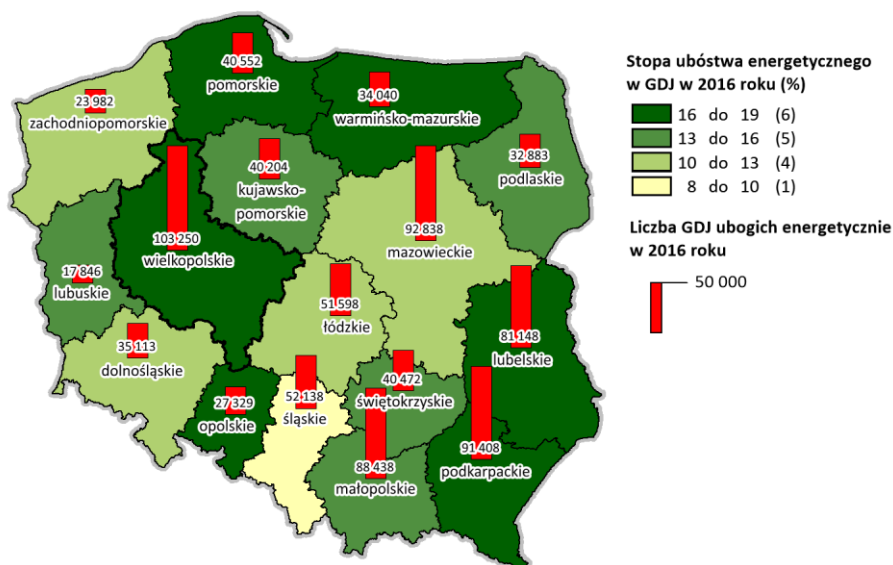 40 552
pomorskie
23 982
zachodniopomorskie
34 040
warmińsko-mazurskie
40 204
kujawsko-
pomorskie
32 883
podlaskie
103 250
wielkopolskie
92 838
mazowieckie
17 846
lubuskie
51 598
łódzkie
35 113
dolnośląskie
81 148
lubelskie
27 329
opolskie
52 138
śląskie
40 472
świętokrzyskie
88 438
małopolskie
91 408
podkarpackie
Stopa ubóstwa energetycznego
w GDJ w 2016 roku (%)
16 do 19 (6)
13 do 16 (5)
10 do 13 (4)
8 do 10 (1)
Liczba GDJ ubogich energetycznie
w 2016 roku
50 000